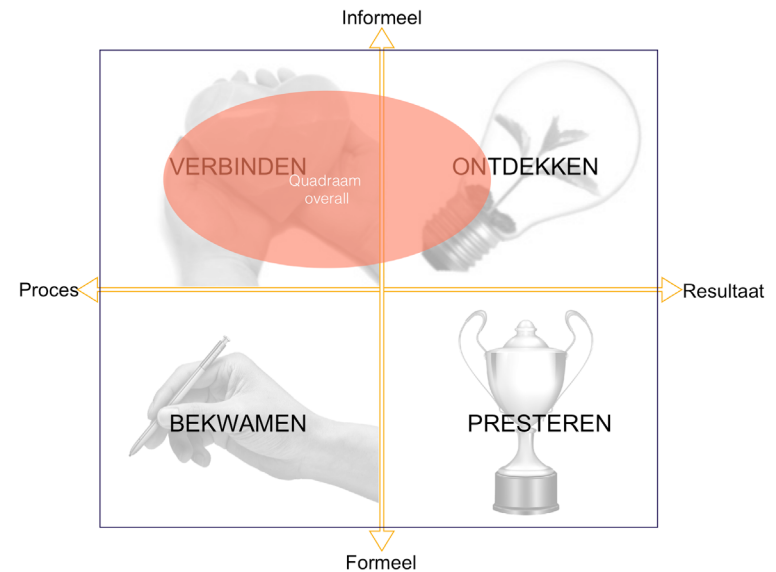 Informeel
VERBINDEN
ONTDEKKEN
Quadraam
overall
Proces
Resultaat
BEKWAMEN
PRESTEREN
Formeel